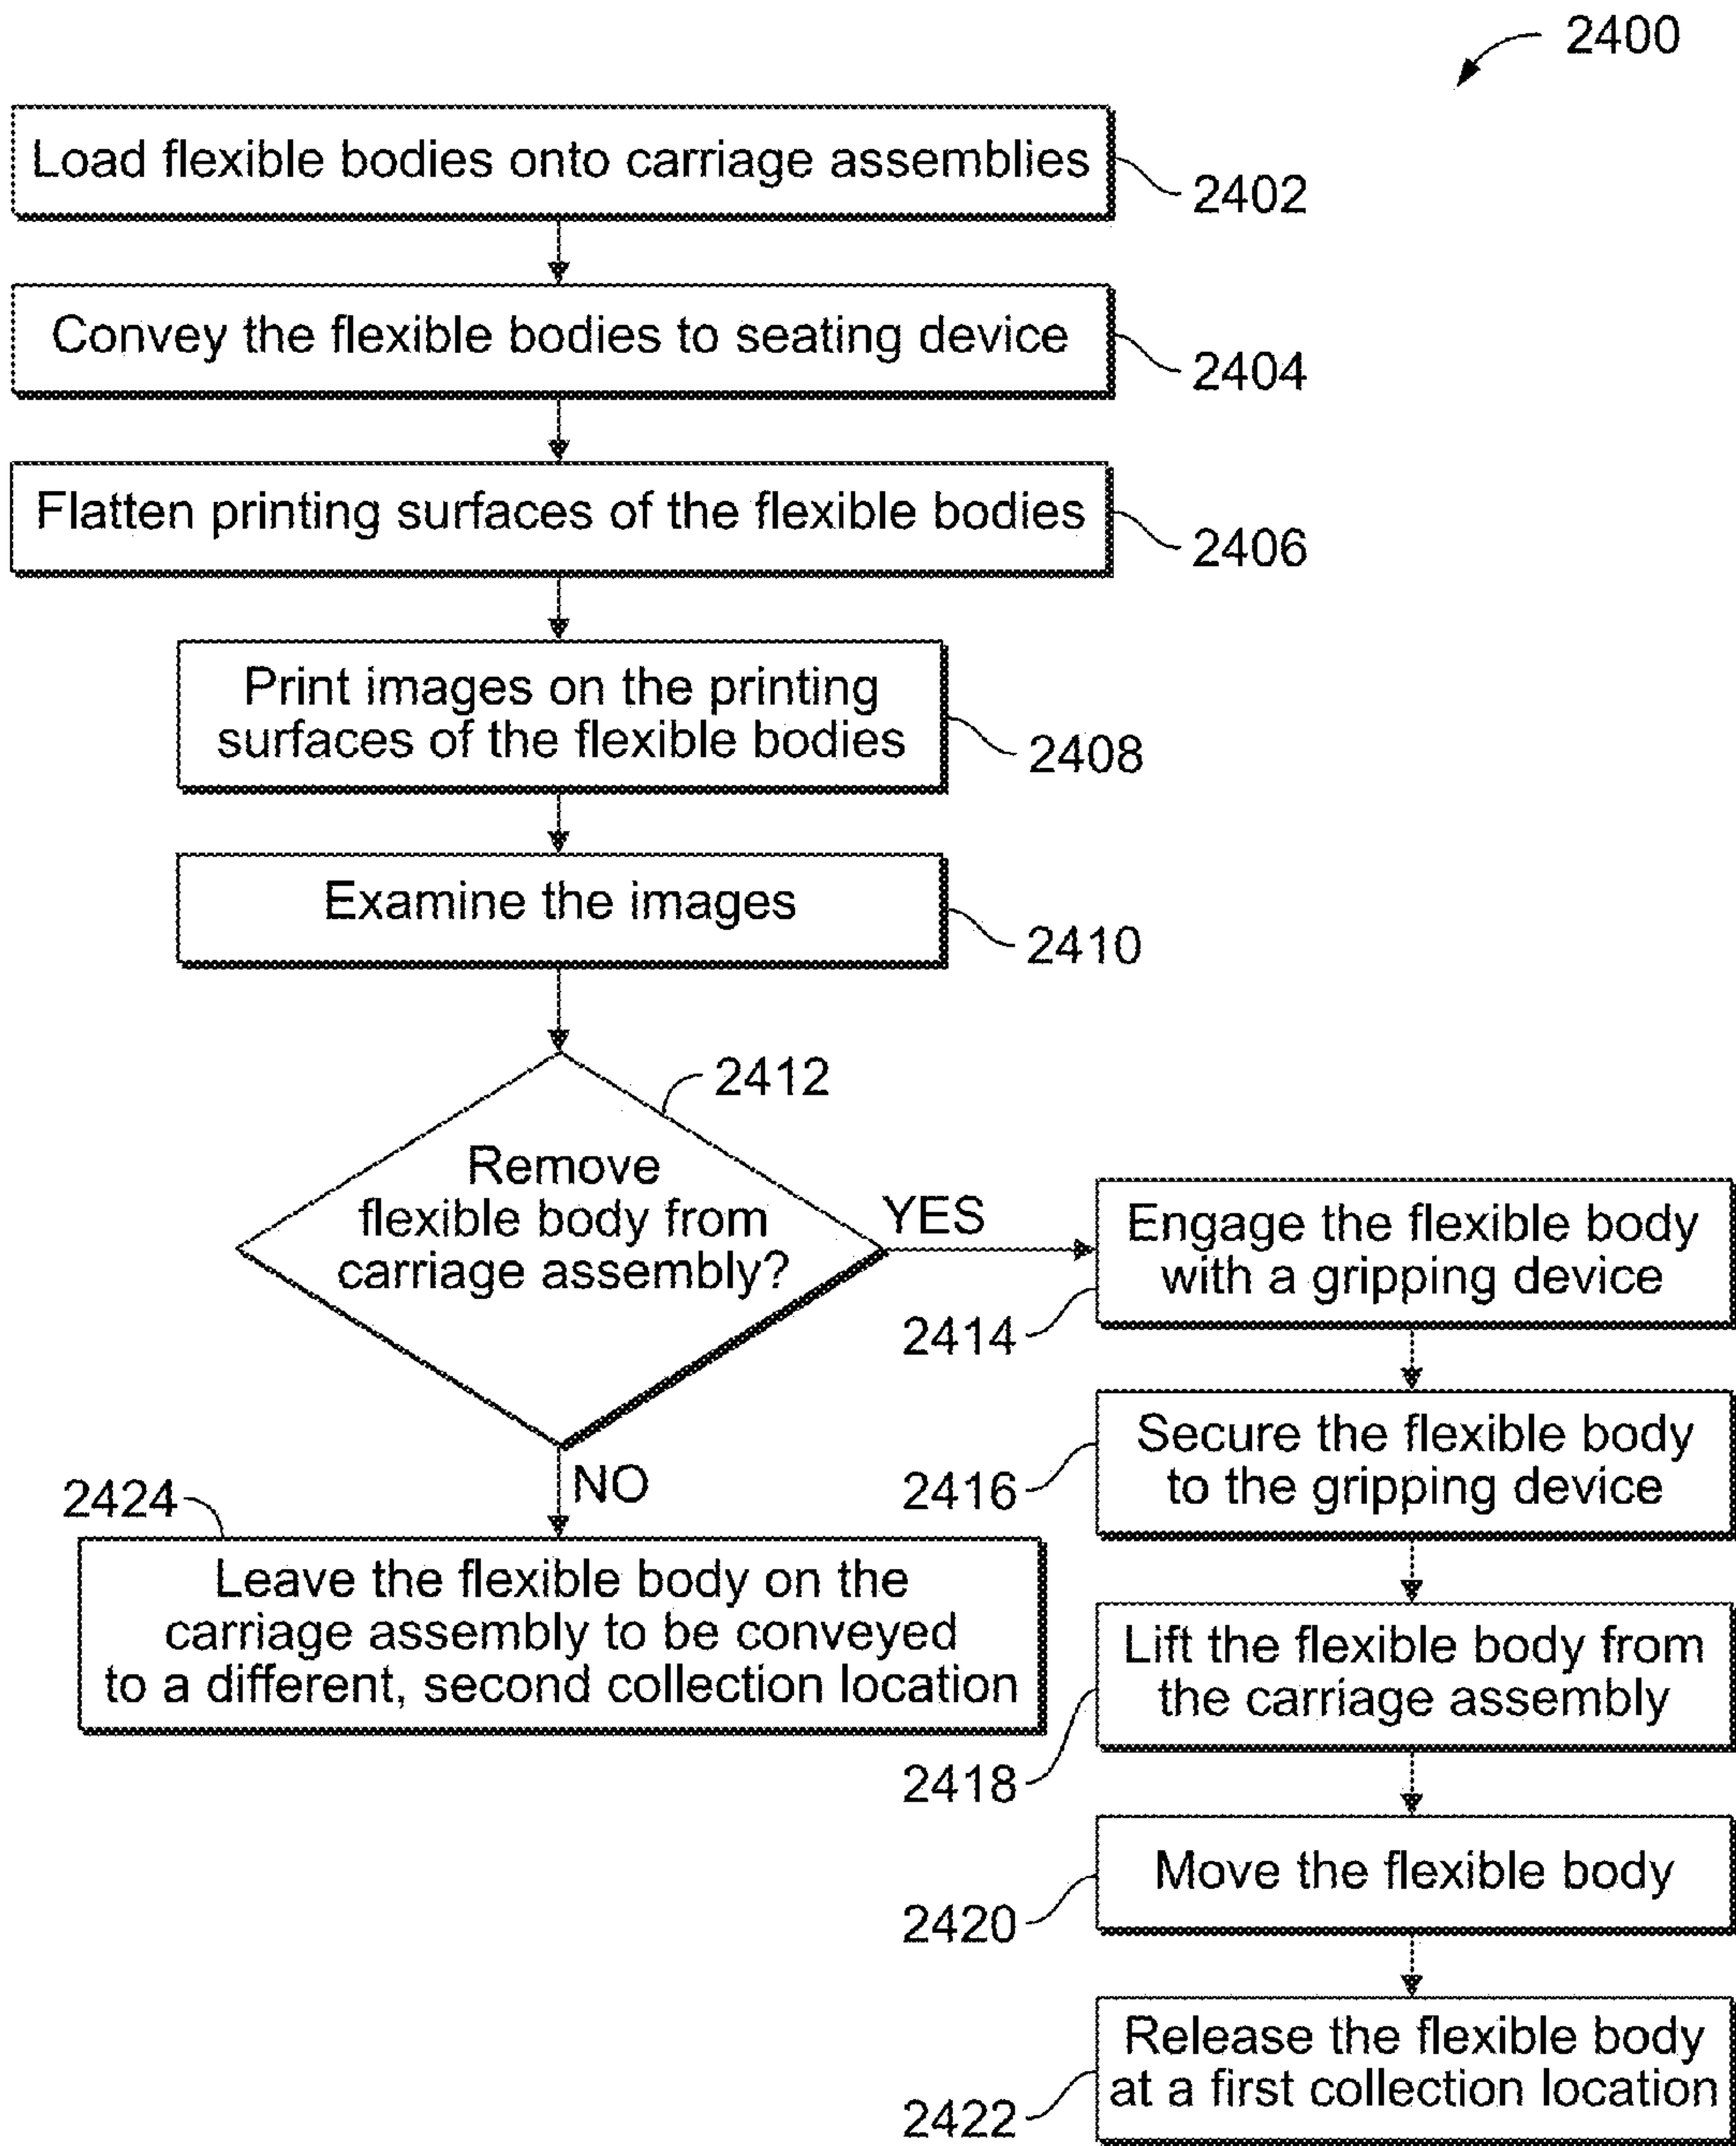 2400
Load flexible bodies onto carriage assemblies
2402
Convey the flexible bodies to seating device
2404
Flatten printing surfaces of the flexible bodies
2406
Print images on the printing
surfaces of the flexible bodies
2408
Examine the images
2410
2412
Remove
flexible body from
carriage assembly?
YES
NO
Engage the flexible body
with a gripping device
2414
Secure the flexible body
to the gripping device
2416
Lift the flexible body from
the carriage assembly
2418
Move the flexible body
2420
Release the flexible body
at a first collection location
2422
2424
Leave the flexible body on the
carriage assembly to be conveyed
to a different, second collection location